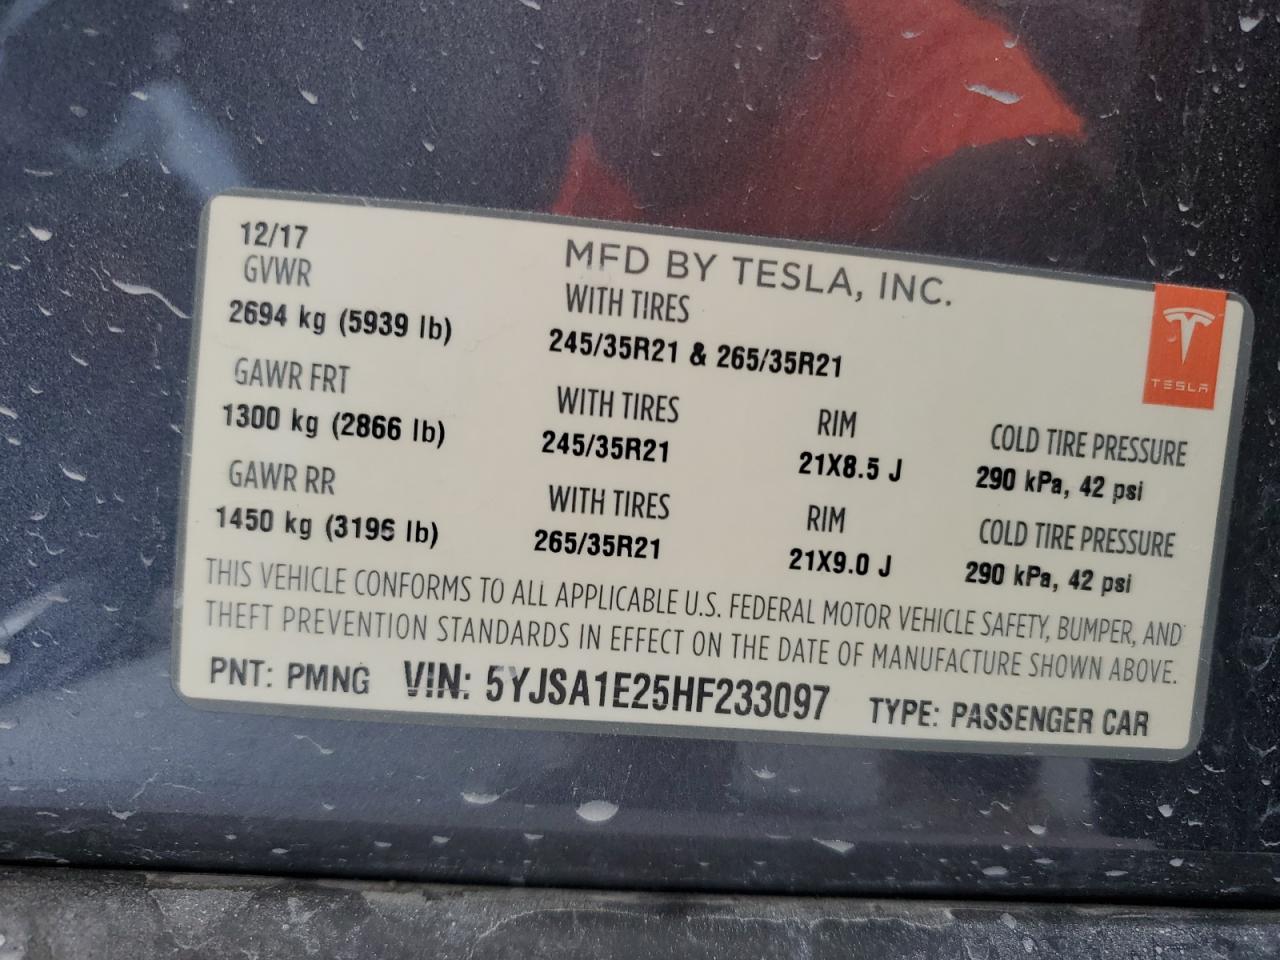 12/17 MFD BY TESLA, INC.
GVWR WITH TIRES
2694 kg (5939 lb) 245/35R21 & 265/35R21
TESLA
GAWR FRT WITH TIRES RIM COLD TIRE PRESSURE
1300 kg (2866 lb) 245/35R21 21X8.5 J 290 kPa, 42 psi
GAWR RR WITH TIRES RIM COLD TIRE PRESSURE
1450 kg (3196 lb) 265/35R21 21X9.0 J 290 kPa, 42 psi
THIS VEHICLE CONFORMS TO ALL APPLICABLE U.S. FEDERAL MOTOR VEHICLE SAFETY, BUMPER, AND
THEFT PREVENTION STANDARDS IN EFFECT ON THE DATE OF MANUFACTURE SHOWN ABOVE.
PNT: PMNG VIN: 5YJSA1E25HF233097 TYPE: PASSENGER CAR